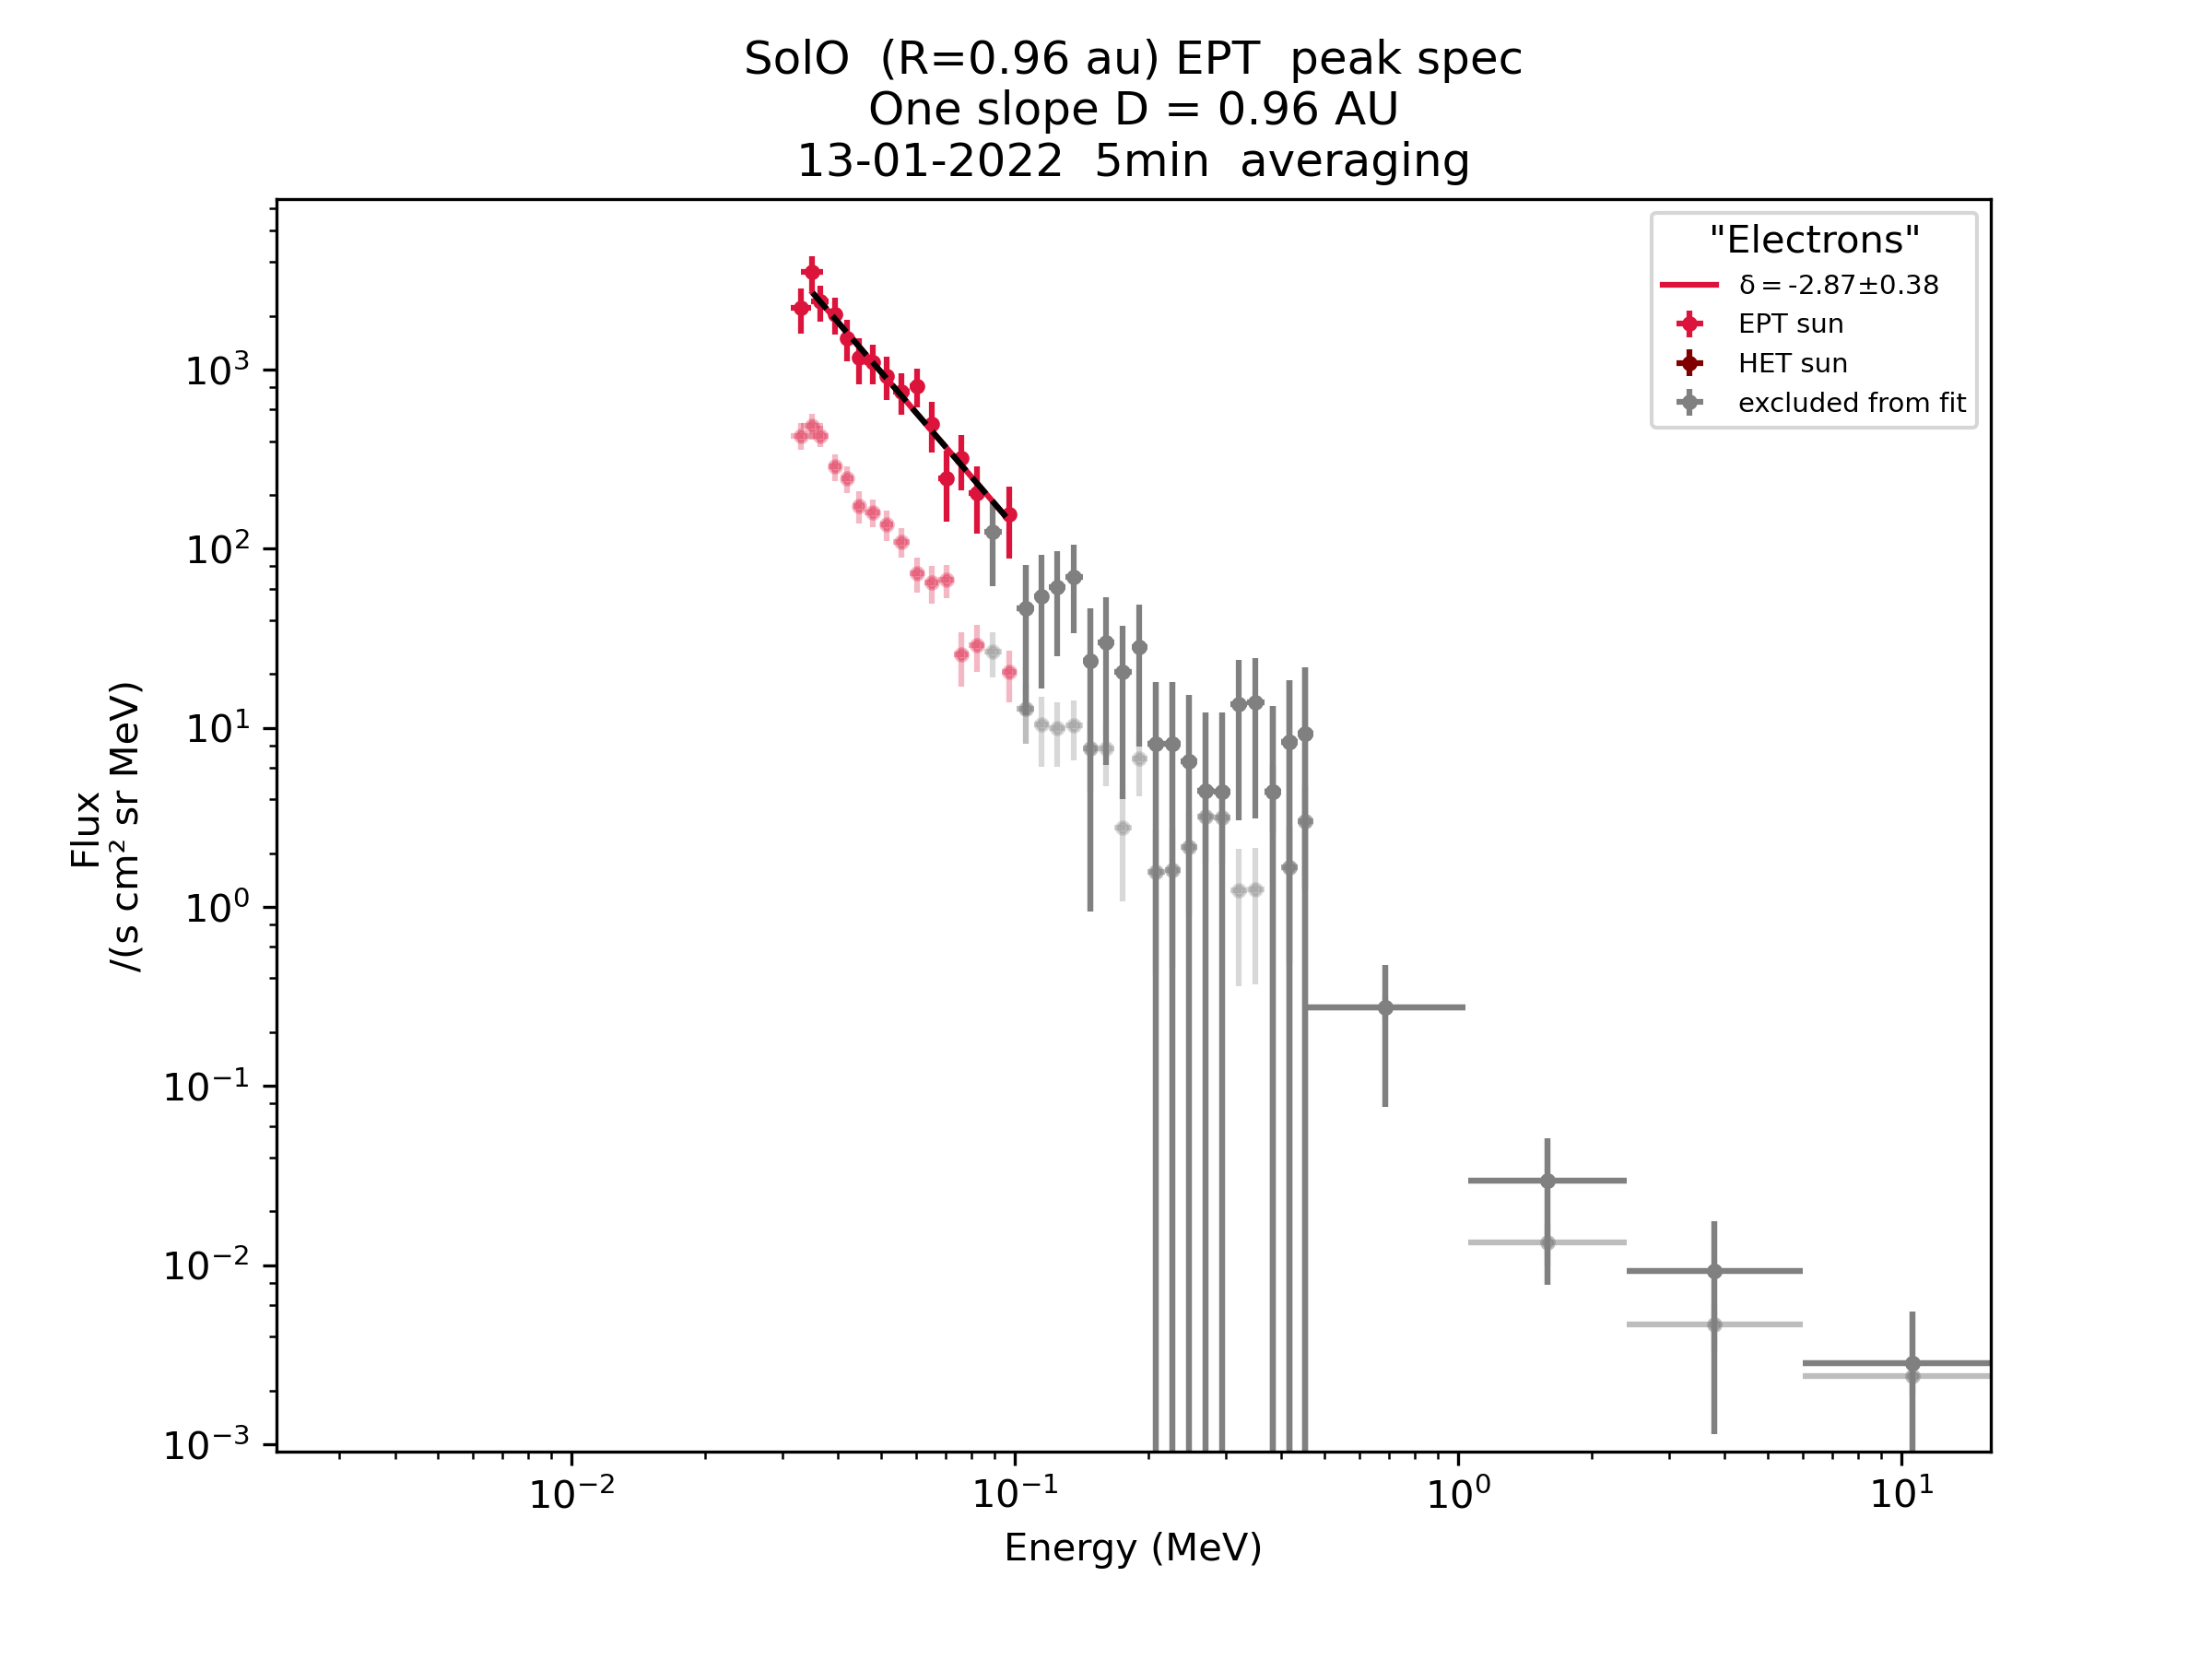 SolO  (R=0.96 au) EPT  peak spec
One slope D = 0.96 AU
13-01-2022  5min  averaging
"Electrons"
δ = -2.87±0.38
EPT sun
HET sun
excluded from fit
Flux
/(s cm² sr MeV)
10³
10²
10¹
10⁰
10⁻¹
10⁻²
10⁻³
10⁻²
10⁻¹
10⁰
10¹
Energy (MeV)